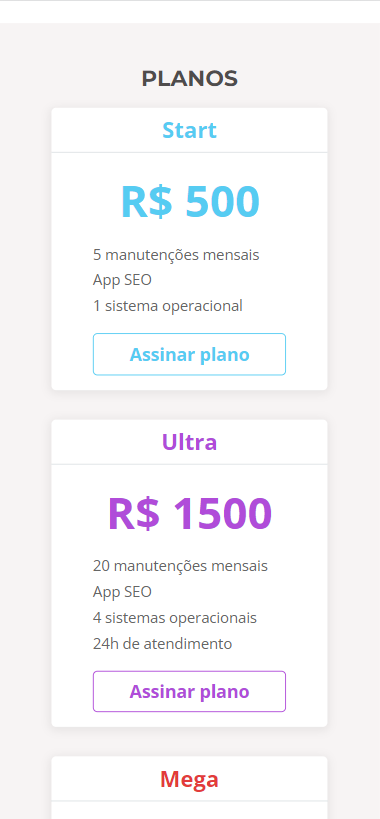 PLANOS
Start
R$ 500
5 manutenções mensais
App SEO
1 sistema operacional
Assinar plano
Ultra
R$ 1500
20 manutenções mensais
App SEO
4 sistemas operacionais
24h de atendimento
Assinar plano
Mega